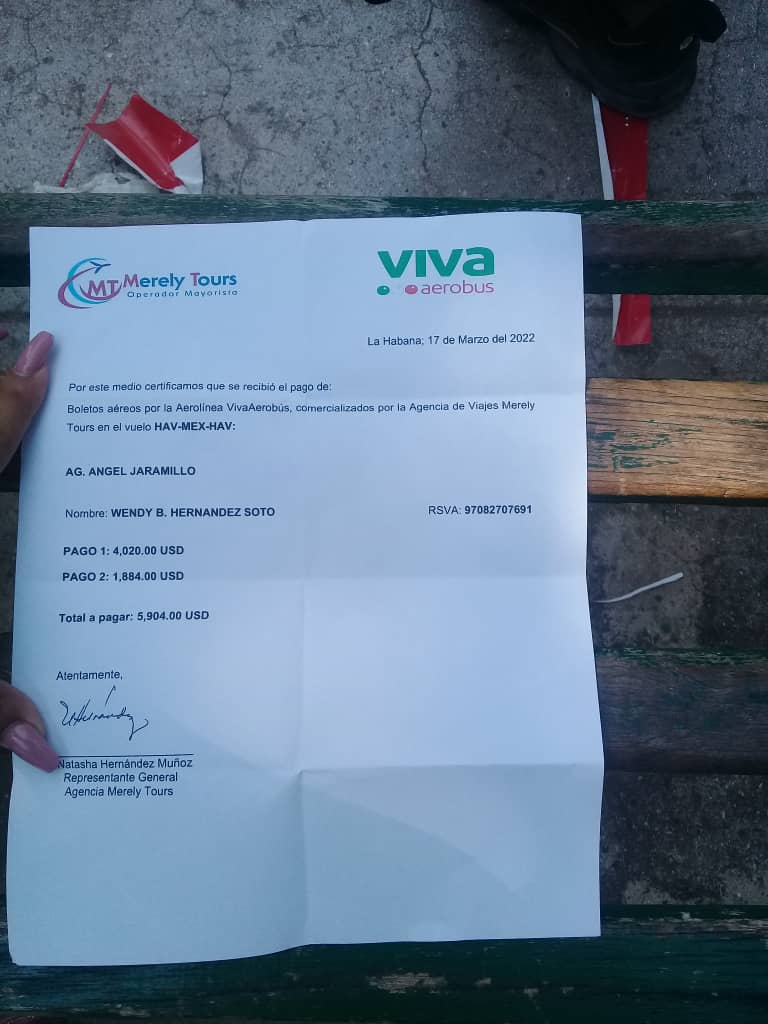 MT Merely Tours
Operador Mayorista
viva
aerobus
La Habana; 17 de Marzo del 2022
Por este medio certificamos que se recibió el pago de:
Boletos aéreos por la Aerolínea VivaAerobús, comercializados por la Agencia de Viajes Merely
Tours en el vuelo HAV-MEX-HAV:
AG. ANGEL JARAMILLO
Nombre: WENDY B. HERNANDEZ SOTO RSVA: 97082707691
PAGO 1: 4,020.00 USD
PAGO 2: 1,884.00 USD
Total a pagar: 5,904.00 USD
Atentamente,
Natasha Hernández Muñoz
Representante General
Agencia Merely Tours